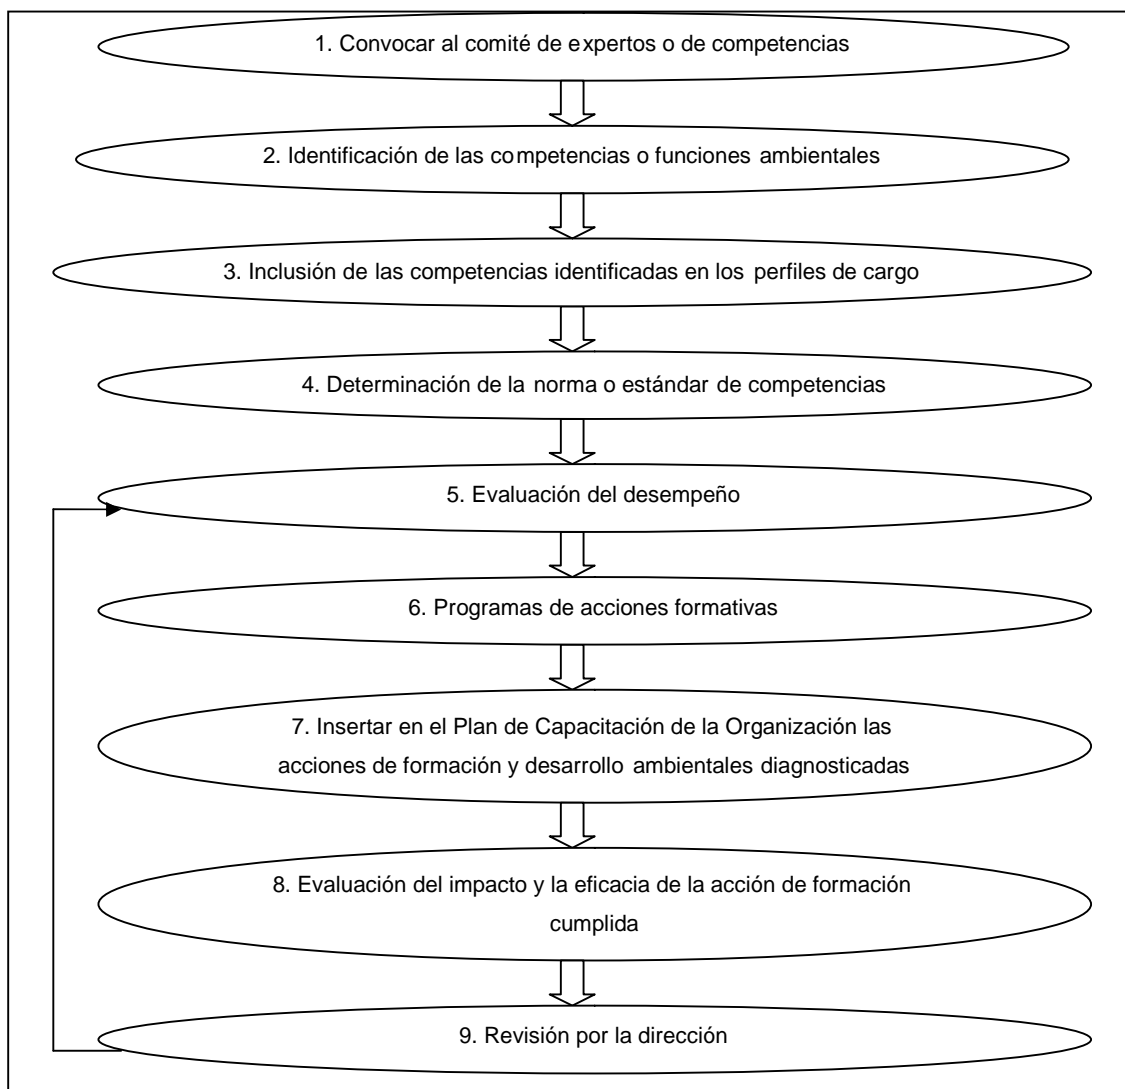 1. Convocar al comité de expertos o de competencias
2. Identificación de las competencias o funciones ambientales
3. Inclusión de las competencias identificadas en los perfiles de cargo
4. Determinación de la norma o estándar de competencias
5. Evaluación del desempeño
6. Programas de acciones formativas
7. Insertar en el Plan de Capacitación de la Organización las
acciones de formación y desarrollo ambientales diagnosticadas
8. Evaluación del impacto y la eficacia de la acción de formación
cumplida
9. Revisión por la dirección